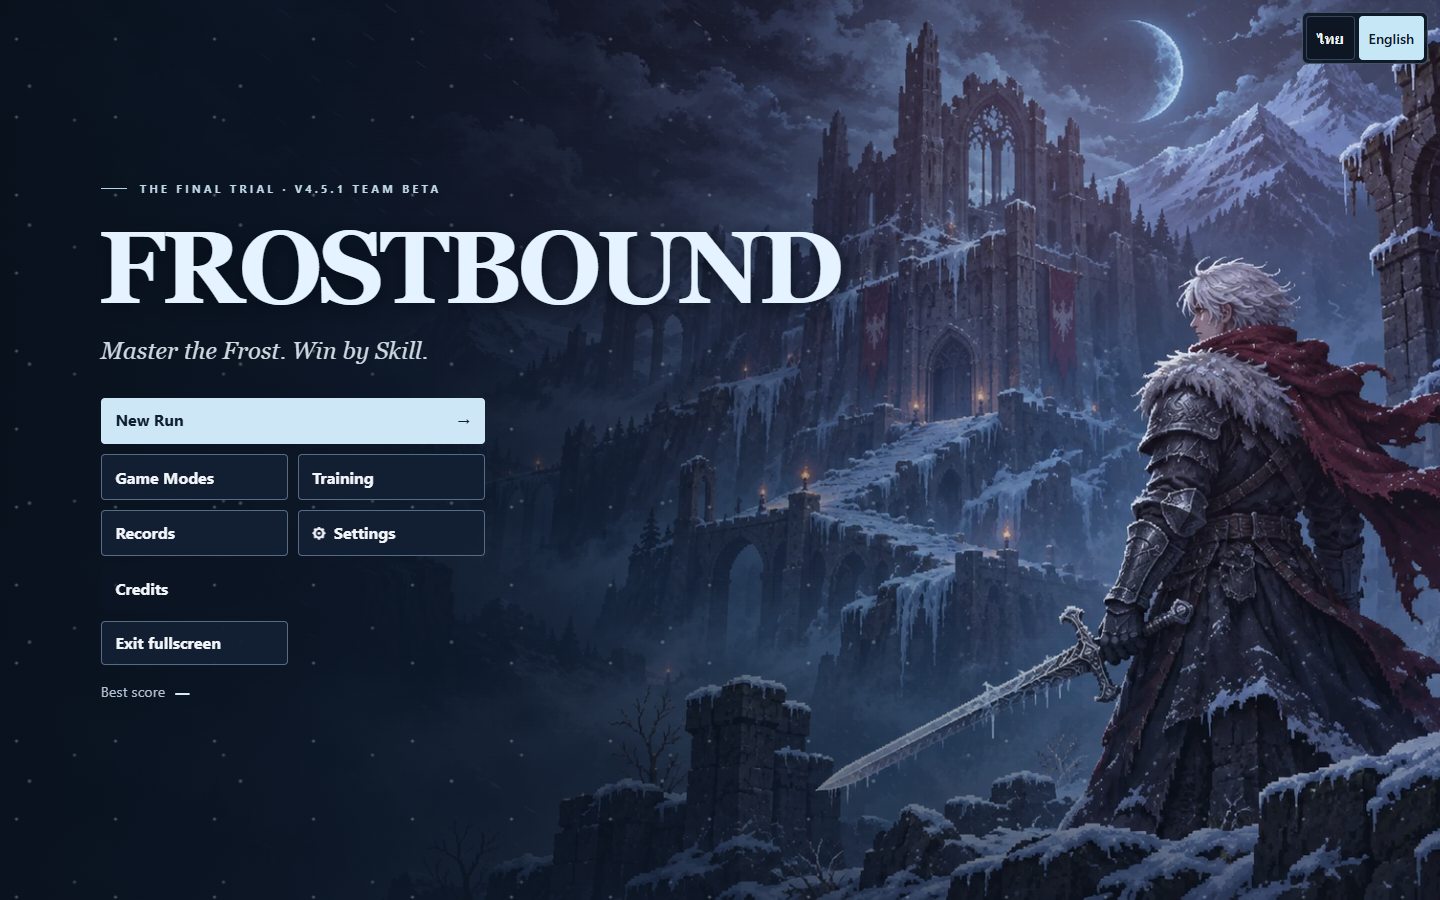 ไทย English
THE FINAL TRIAL · V4.5.1 TEAM BETA
FROSTBOUND
Master the Frost. Win by Skill.
New Run →
Game Modes
Training
Records
⚙ Settings
Credits
Exit fullscreen
Best score —